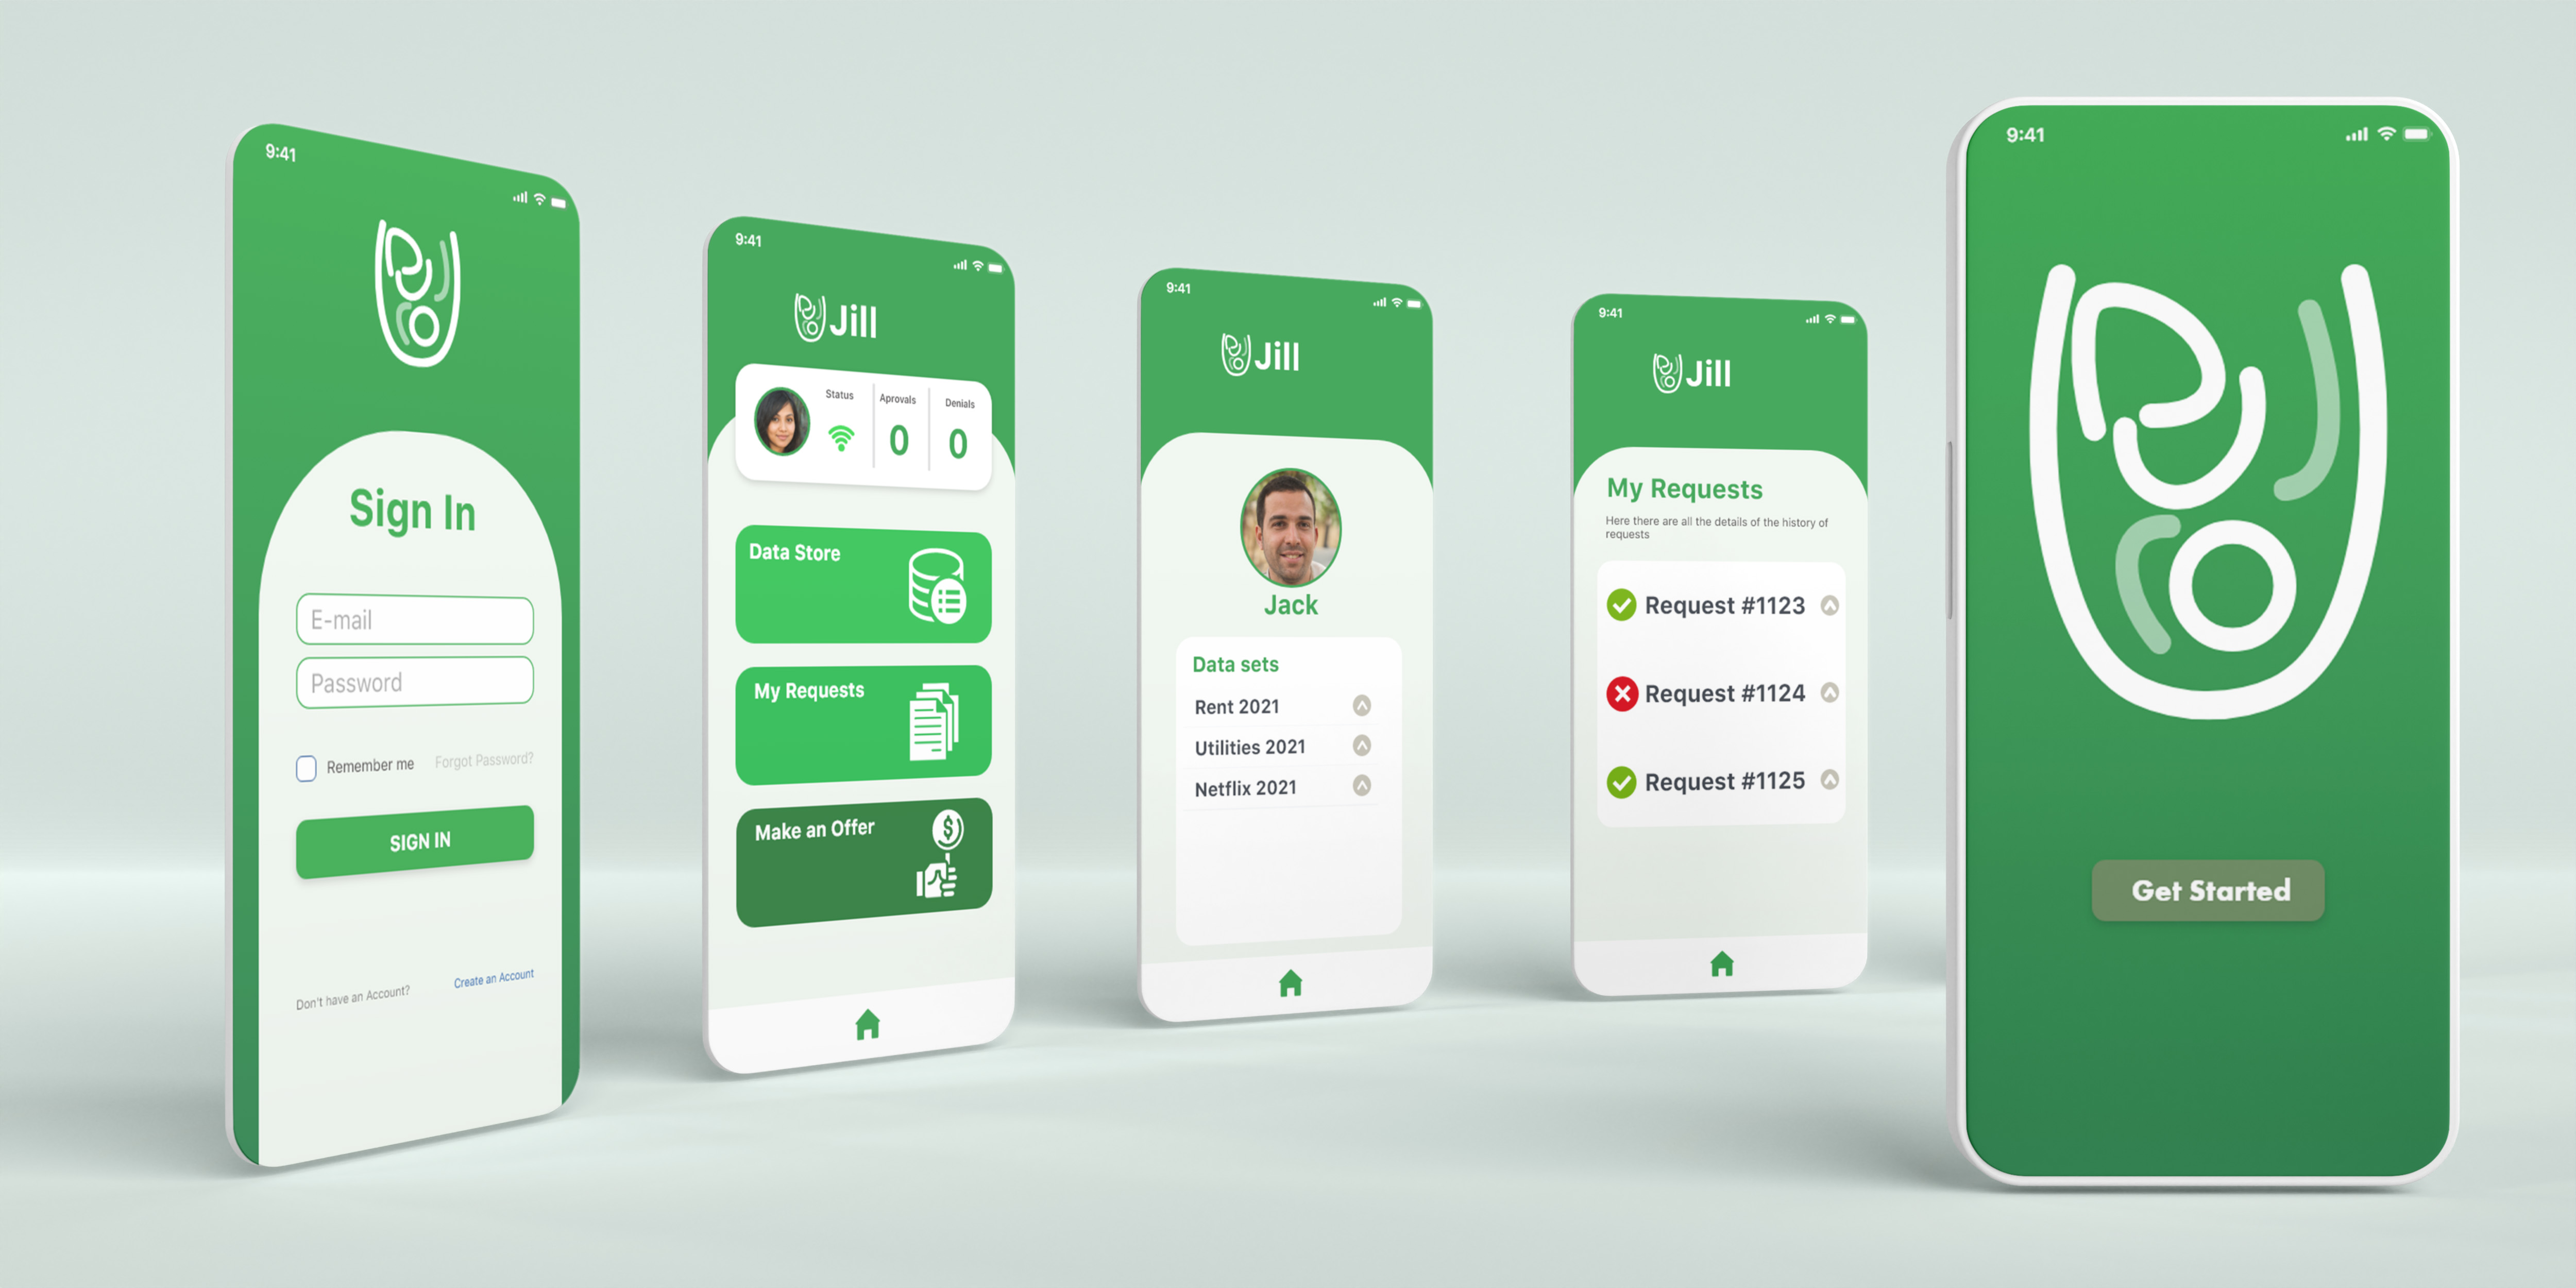 9:41
Sign In
E-mail
Password
Remember me
Forgot Password?
SIGN IN
Don't have an Account?
Create an Account
9:41
Jill
Status
Aprovals
Denials
0
0
Data Store
My Requests
Make an Offer
$
9:41
Jill
Jack
Data sets
Rent 2021
Utilities 2021
Netflix 2021
9:41
Jill
My Requests
Here there are all the details of the history of
requests
Request #1123
Request #1124
Request #1125
9:41
Get Started